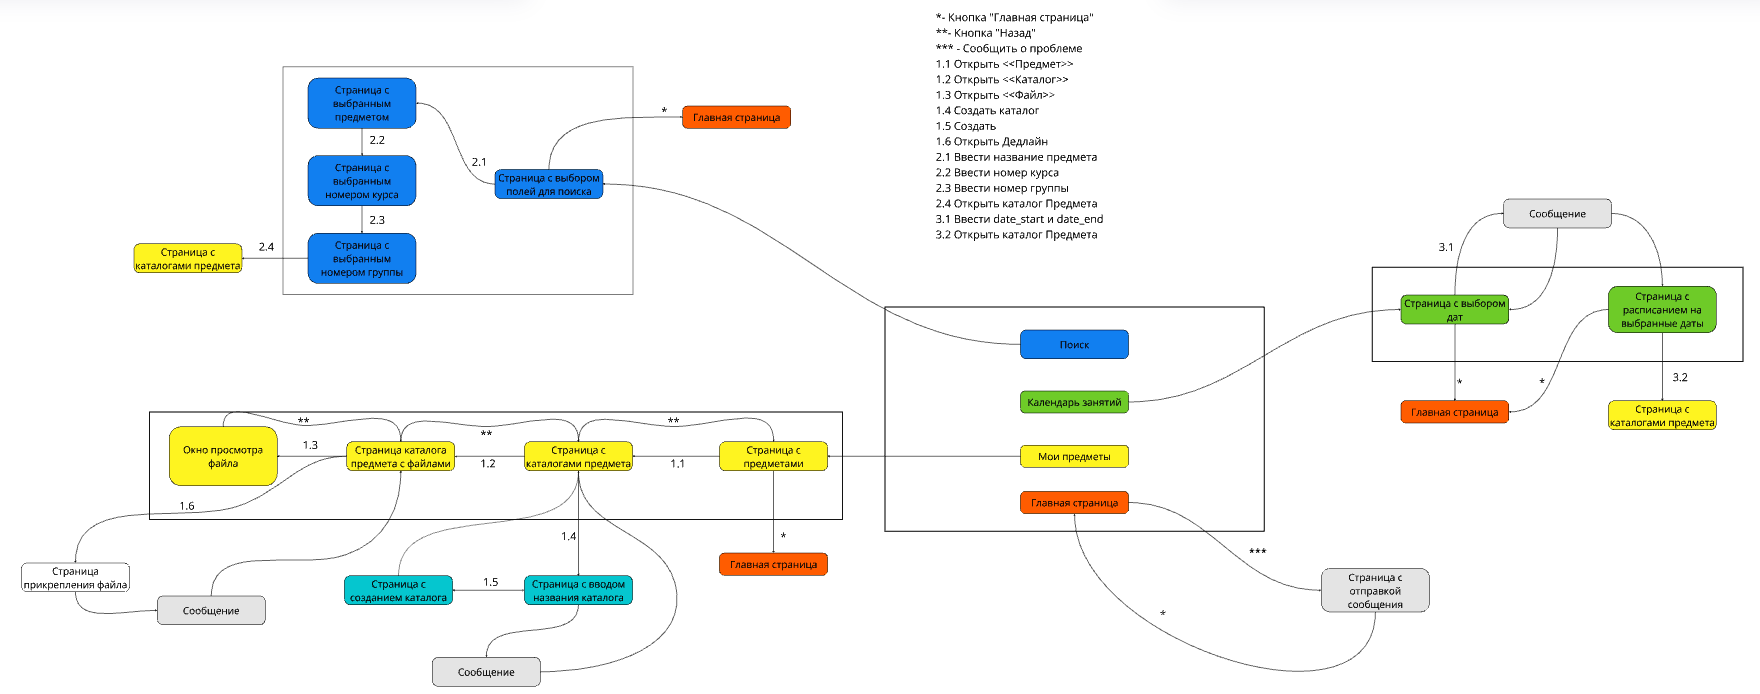 *- Кнопка "Главная страница"
**- Кнопка "Назад"
*** - Сообщить о проблеме
1.1 Открыть <<Предмет>>
1.2 Открыть <<Каталог>>
1.3 Открыть <<Файл>>
1.4 Создать каталог
1.5 Создать
1.6 Открыть Дедлайн
2.1 Ввести название предмета
2.2 Ввести номер курса
2.3 Ввести номер группы
2.4 Открыть каталог Предмета
3.1 Ввести date_start и date_end
3.2 Открыть каталог Предмета
Страница с
выбранным
предметом
2.2
Страница с
выбранным
номером курса
2.3
Страница с
выбранным
номером группы
2.4
Страница с
каталогами предмета
2.1
Страница с выбором
полей для поиска
*
Главная страница
Сообщение
3.1
Страница с выбором
дат
Страница с
расписанием на
выбранные даты
*
*
3.2
Главная страница
Страница с
каталогами предмета
Поиск
Календарь занятий
Мои предметы
Главная страница
***
*
Страница с
отправкой
сообщения
**
**
**
Окно просмотра
файла
1.3
Страница каталога
предмета с файлами
1.2
Страница с
каталогами предмета
1.1
Страница с
предметами
1.6
1.4
*
Главная страница
Страница
прикрепления файла
Сообщение
Страница с
созданием каталога
1.5
Страница с вводом
названия каталога
Сообщение